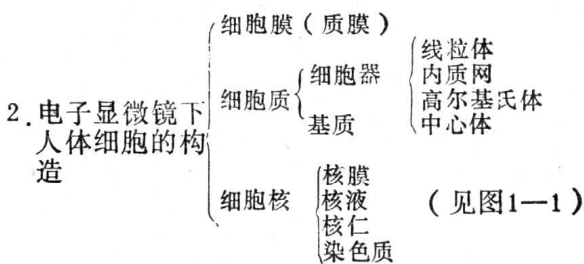 细胞膜（质膜）
2.电子显微镜下
人体细胞的构
造
细胞质
细胞器
线粒体
内质网
高尔基氏体
中心体
基质
细胞核
核膜
核液
核仁
染色质
（见图1—1）